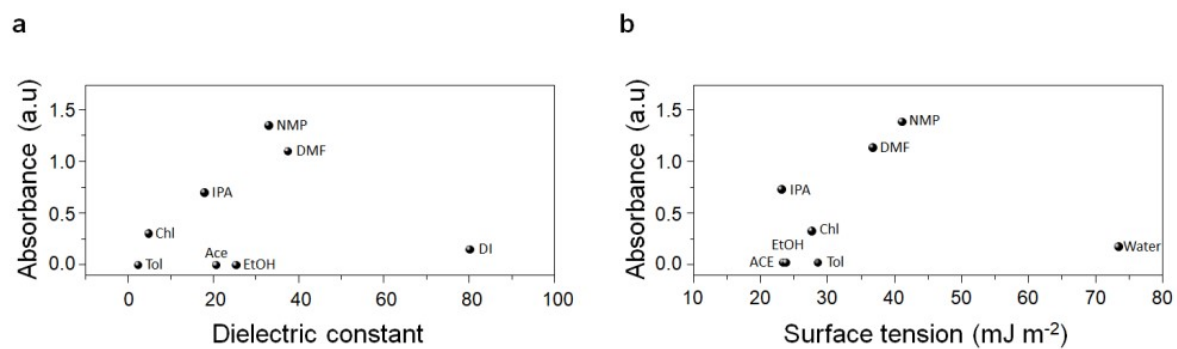 a
Absorbance (a.u)
1.5
1.0
0.5
0.0
NMP
DMF
IPA
Chl
Ace
Tol
EtOH
DI
0 20 40 60 80 100
Dielectric constant
b
Absorbance (a.u)
1.5
1.0
0.5
0.0
NMP
DMF
IPA
Chl
EtOH
ACE
Tol
Water
10 20 30 40 50 60 70 80
Surface tension (mJ m⁻²)